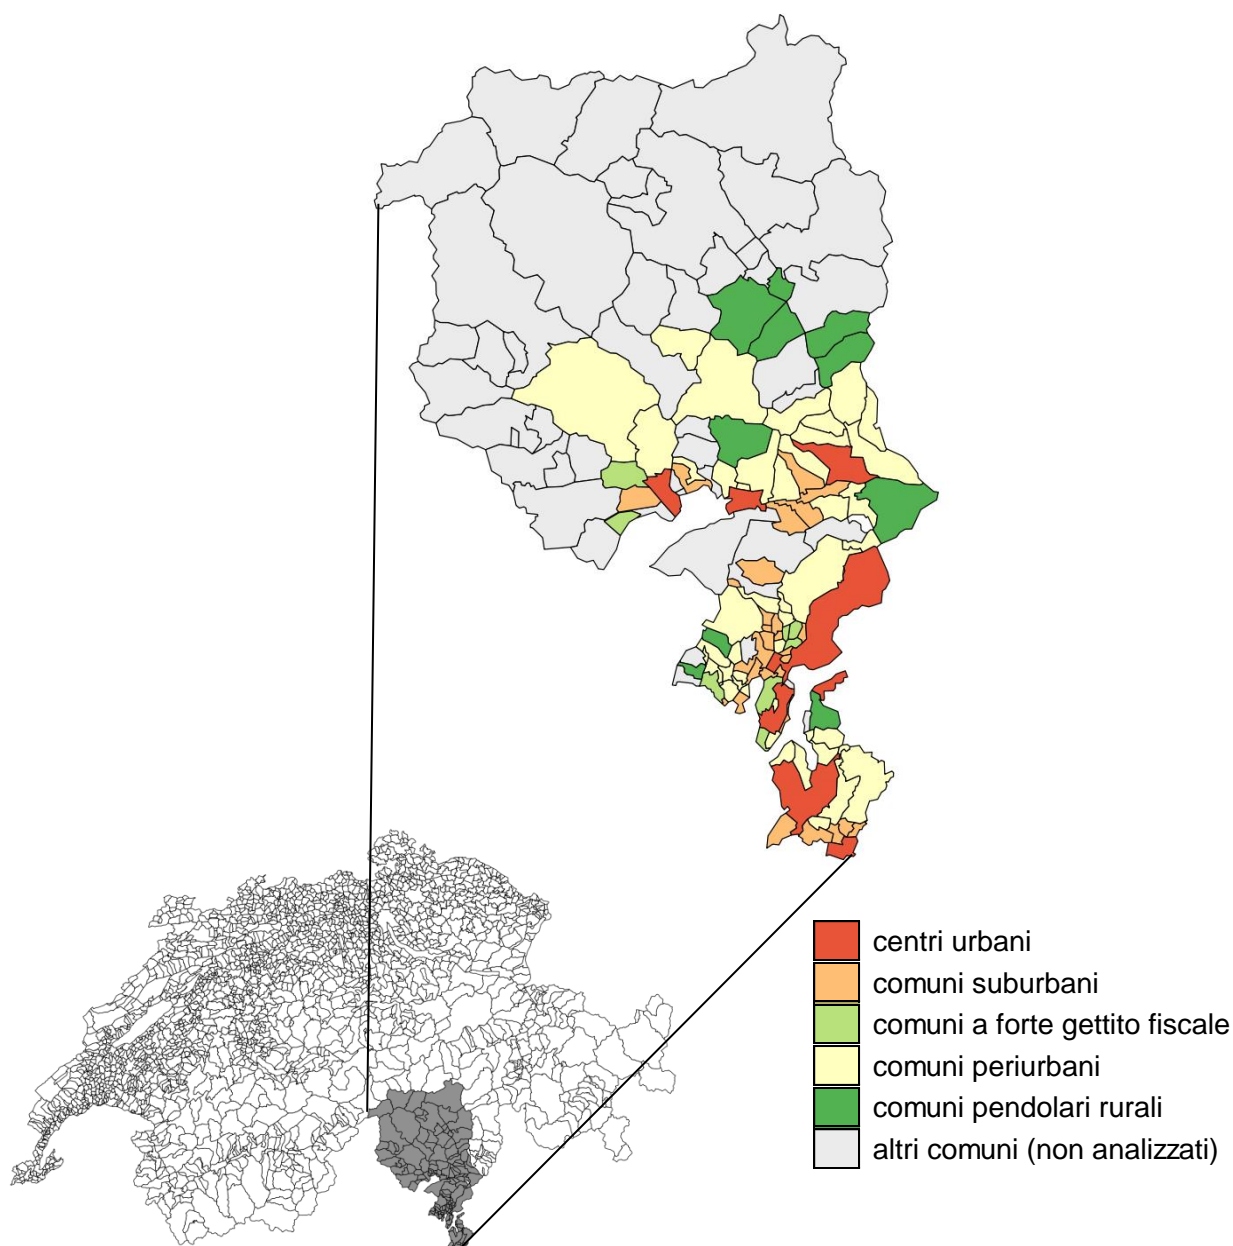 centri urbani
comuni suburbani
comuni a forte gettito fiscale
comuni periurbani
comuni pendolari rurali
altri comuni (non analizzati)